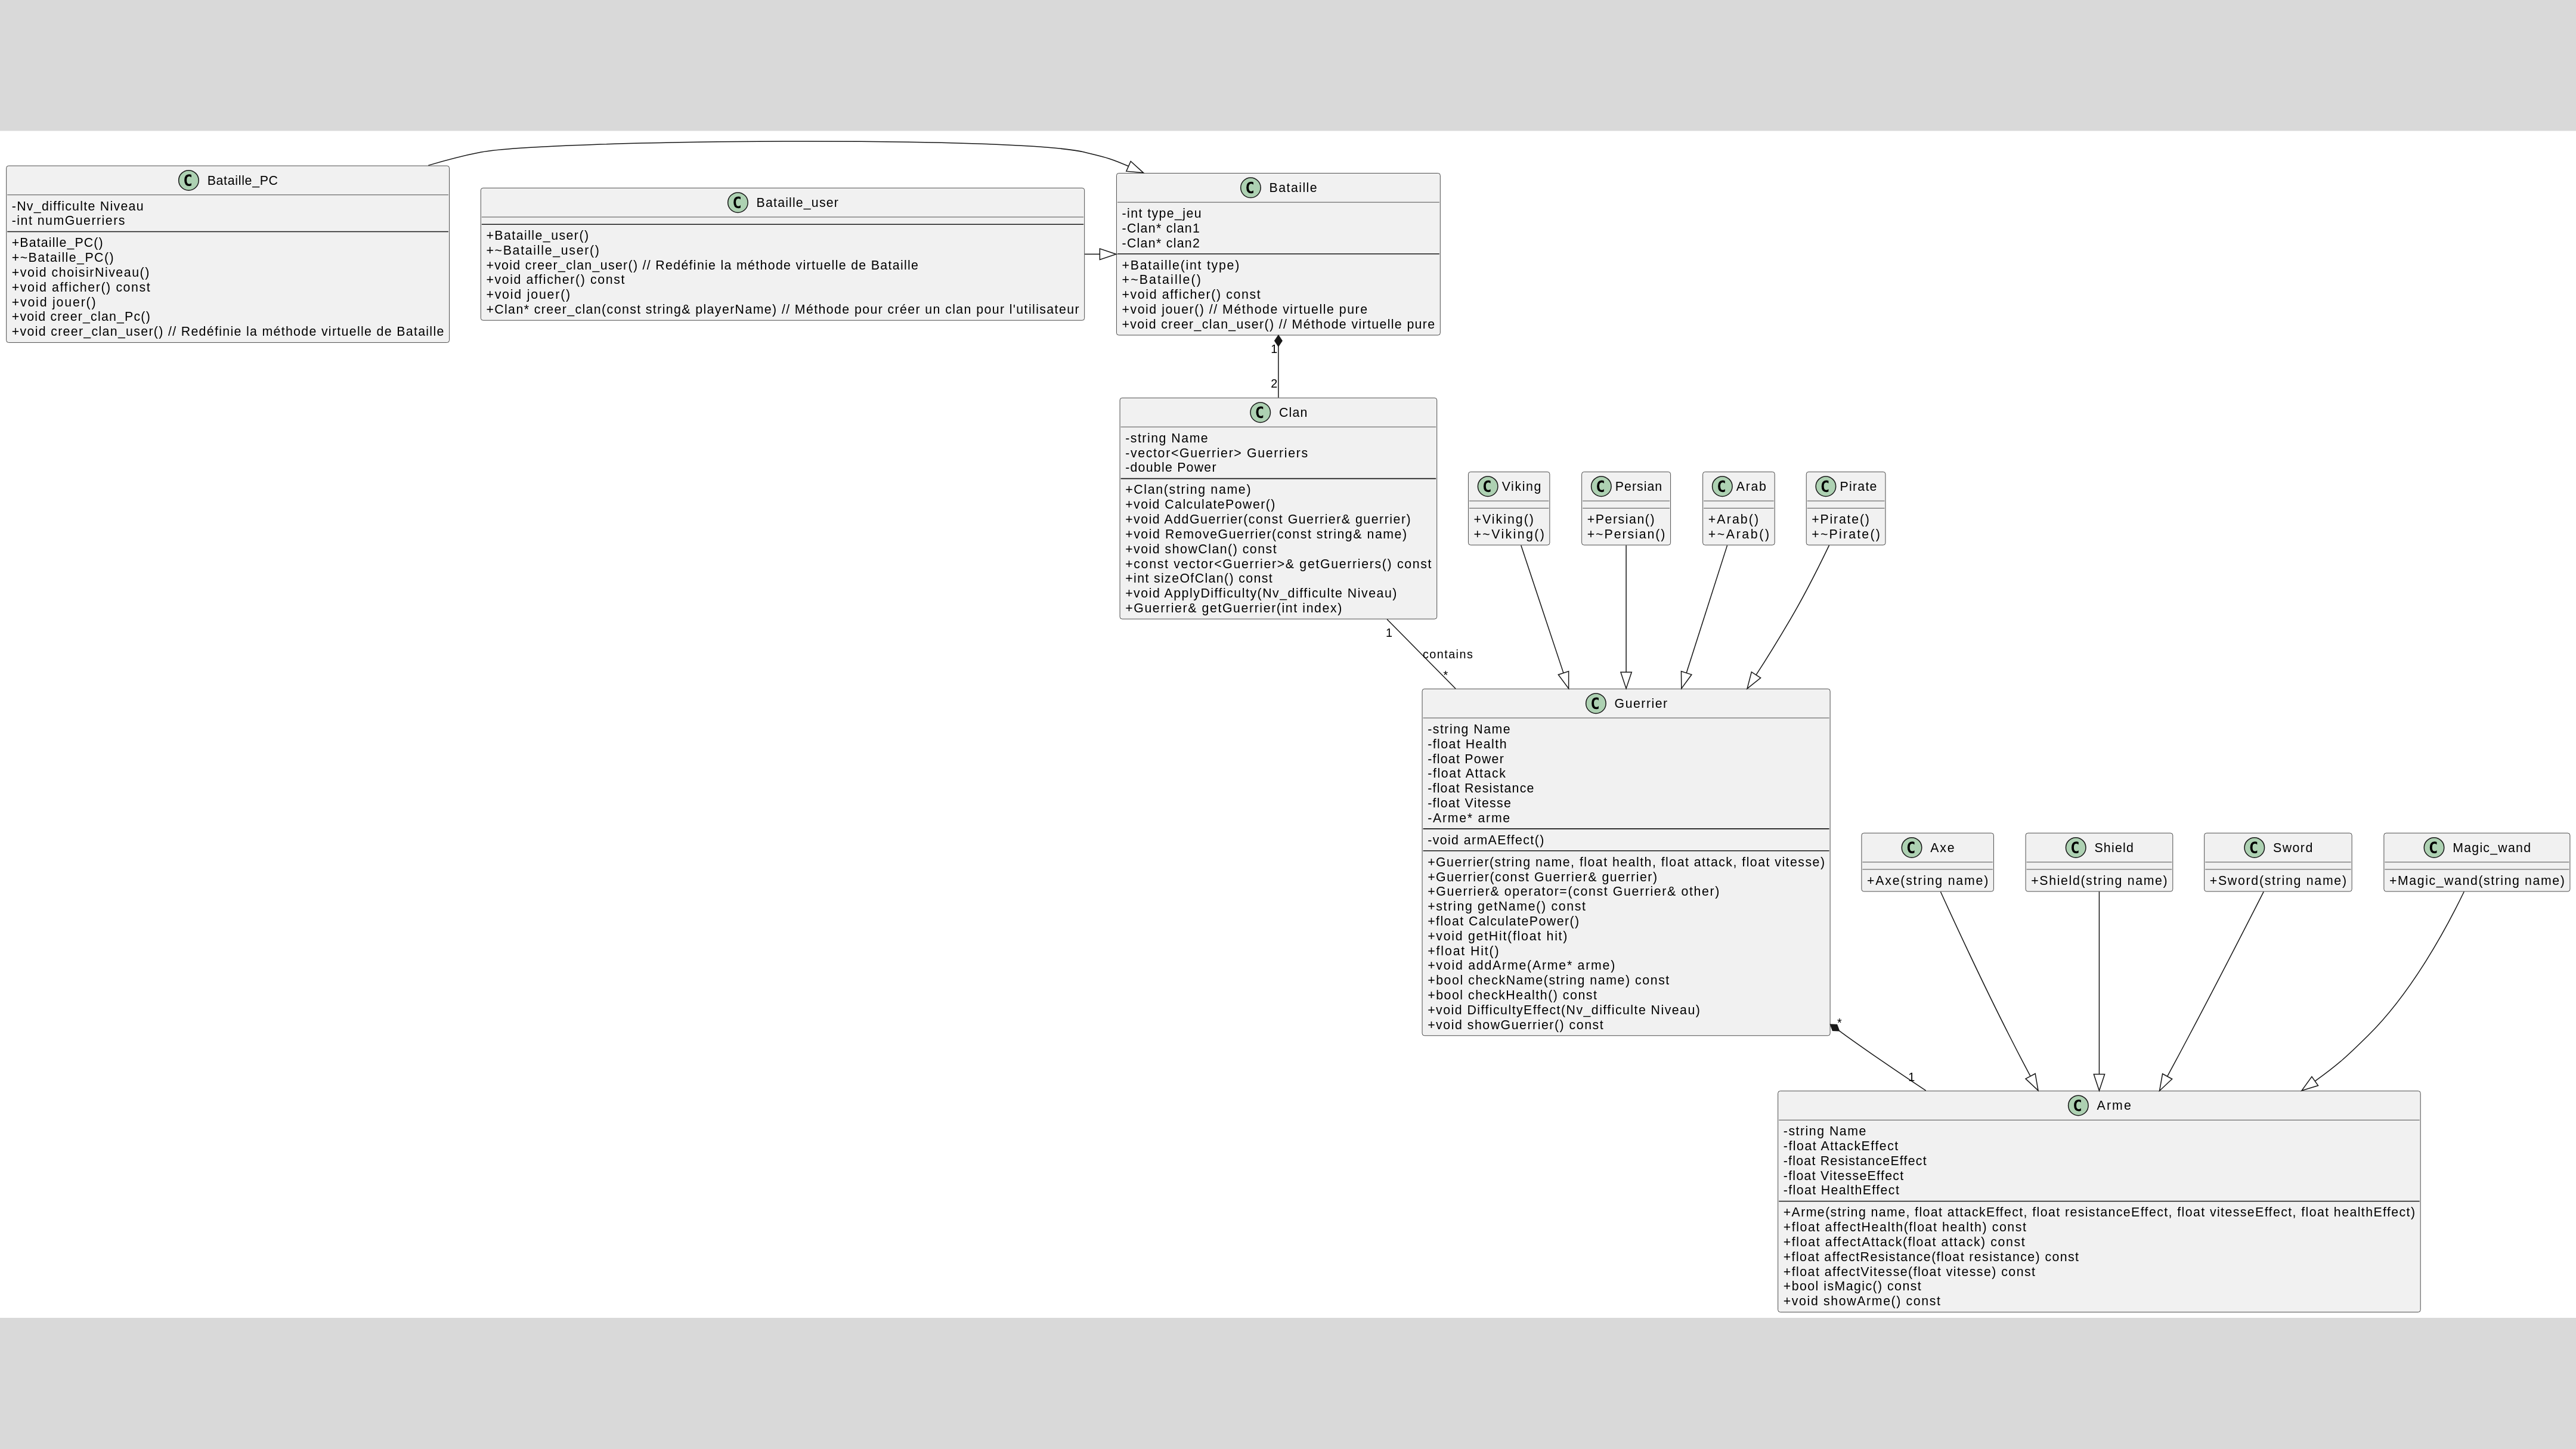 C Bataille_PC
-Nv_difficulte Niveau
-int numGuerriers
+Bataille_PC()
+~Bataille_PC()
+void choisirNiveau()
+void afficher() const
+void jouer()
+void creer_clan_Pc()
+void creer_clan_user() // Redéfinie la méthode virtuelle de Bataille
C Bataille_user
+Bataille_user()
+~Bataille_user()
+void creer_clan_user() // Redéfinie la méthode virtuelle de Bataille
+void afficher() const
+void jouer()
+Clan* creer_clan(const string& playerName) // Méthode pour créer un clan pour l'utilisateur
C Bataille
-int type_jeu
-Clan* clan1
-Clan* clan2
+Bataille(int type)
+~Bataille()
+void afficher() const
+void jouer() // Méthode virtuelle pure
+void creer_clan_user() // Méthode virtuelle pure
1
2
C Clan
-string Name
-vector<Guerrier> Guerriers
-double Power
+Clan(string name)
+void CalculatePower()
+void AddGuerrier(const Guerrier& guerrier)
+void RemoveGuerrier(const string& name)
+void showClan() const
+const vector<Guerrier>& getGuerriers() const
+int sizeOfClan() const
+void ApplyDifficulty(Nv_difficulte Niveau)
+Guerrier& getGuerrier(int index)
C Viking
+Viking()
+~Viking()
C Persian
+Persian()
+~Persian()
C Arab
+Arab()
+~Arab()
C Pirate
+Pirate()
+~Pirate()
1
contains
*
C Guerrier
-string Name
-float Health
-float Power
-float Attack
-float Resistance
-float Vitesse
-Arme* arme
-void armAEffect()
+Guerrier(string name, float health, float attack, float vitesse)
+Guerrier(const Guerrier& guerrier)
+Guerrier& operator=(const Guerrier& other)
+string getName() const
+float CalculatePower()
+void getHit(float hit)
+float Hit()
+void addArme(Arme* arme)
+bool checkName(string name) const
+bool checkHealth() const
+void DifficultyEffect(Nv_difficulte Niveau)
+void showGuerrier() const
C Axe
+Axe(string name)
C Shield
+Shield(string name)
C Sword
+Sword(string name)
C Magic_wand
+Magic_wand(string name)
*
1
C Arme
-string Name
-float AttackEffect
-float ResistanceEffect
-float VitesseEffect
-float HealthEffect
+Arme(string name, float attackEffect, float resistanceEffect, float vitesseEffect, float healthEffect)
+float affectHealth(float health) const
+float affectAttack(float attack) const
+float affectResistance(float resistance) const
+float affectVitesse(float vitesse) const
+bool isMagic() const
+void showArme() const